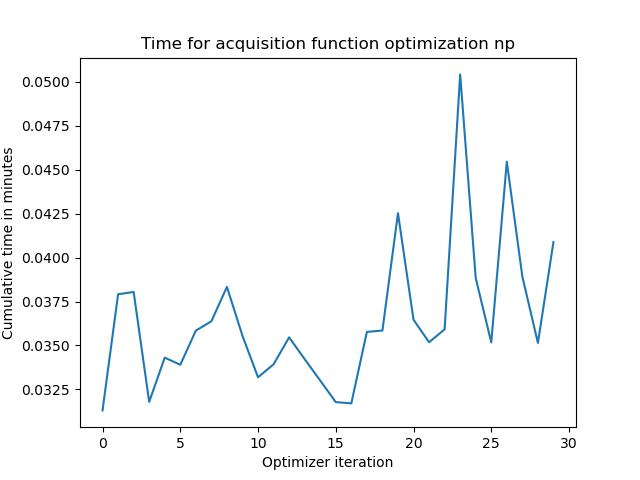 Time for acquisition function optimization np
Cumulative time in minutes
0.0500
0.0475
0.0450
0.0425
0.0400
0.0375
0.0350
0.0325
0 5 10 15 20 25 30
Optimizer iteration